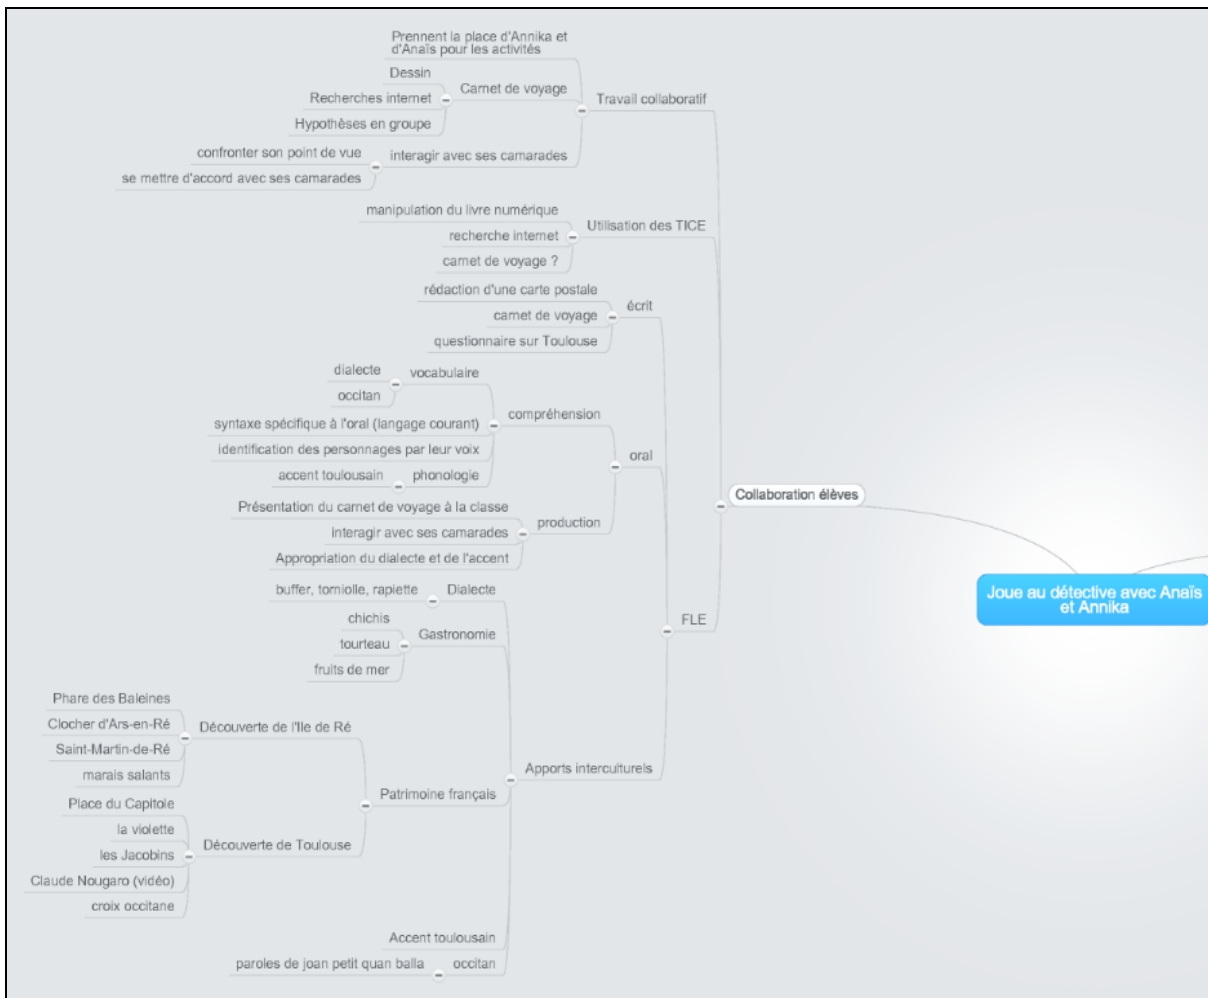 Prennent la place d'Annika et
d'Anaïs pour les activités
Dessin
Carnet de voyage
Recherches internet
Travail collaboratif
Hypothèses en groupe
confronter son point de vue
interagir avec ses camarades
se mettre d'accord avec ses camarades
manipulation du livre numérique
Utilisation des TICE
recherche internet
carnet de voyage ?
rédaction d'une carte postale
écrit
carnet de voyage
questionnaire sur Toulouse
dialecte
vocabulaire
occitan
compréhension
syntaxe spécifique à l'oral (langage courant)
identification des personnages par leur voix
oral
accent toulousain
phonologie
Collaboration élèves
Présentation du carnet de voyage à la classe
production
interagir avec ses camarades
Appropriation du dialecte et de l'accent
Joue au détective avec Anaïs
et Annika
buffer, torniolle, rapiette
Dialecte
chichis
FLE
Gastronomie
tourteau
fruits de mer
Phare des Baleines
Clocher d'Ars-en-Ré
Découverte de l'Ile de Ré
Saint-Martin-de-Ré
marais salants
Apports interculturels
Patrimoine français
Place du Capitole
la violette
Découverte de Toulouse
les Jacobins
Claude Nougaro (vidéo)
croix occitane
Accent toulousain
paroles de joan petit quan balla
occitan